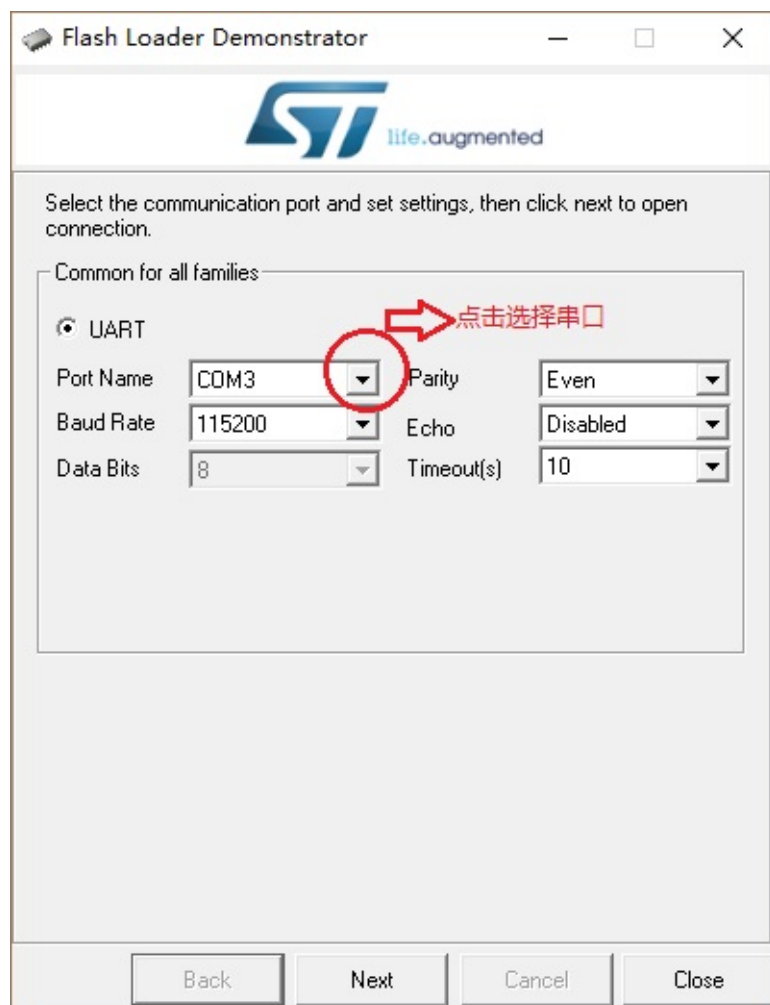 Flash Loader Demonstrator
ST life.augmented
Select the communication port and set settings, then click next to open
connection.
Common for all families
UART
点击选择串口
Port Name COM3 Parity Even
Baud Rate 115200 Echo Disabled
Data Bits 8 Timeout(s) 10
Back Next Cancel Close